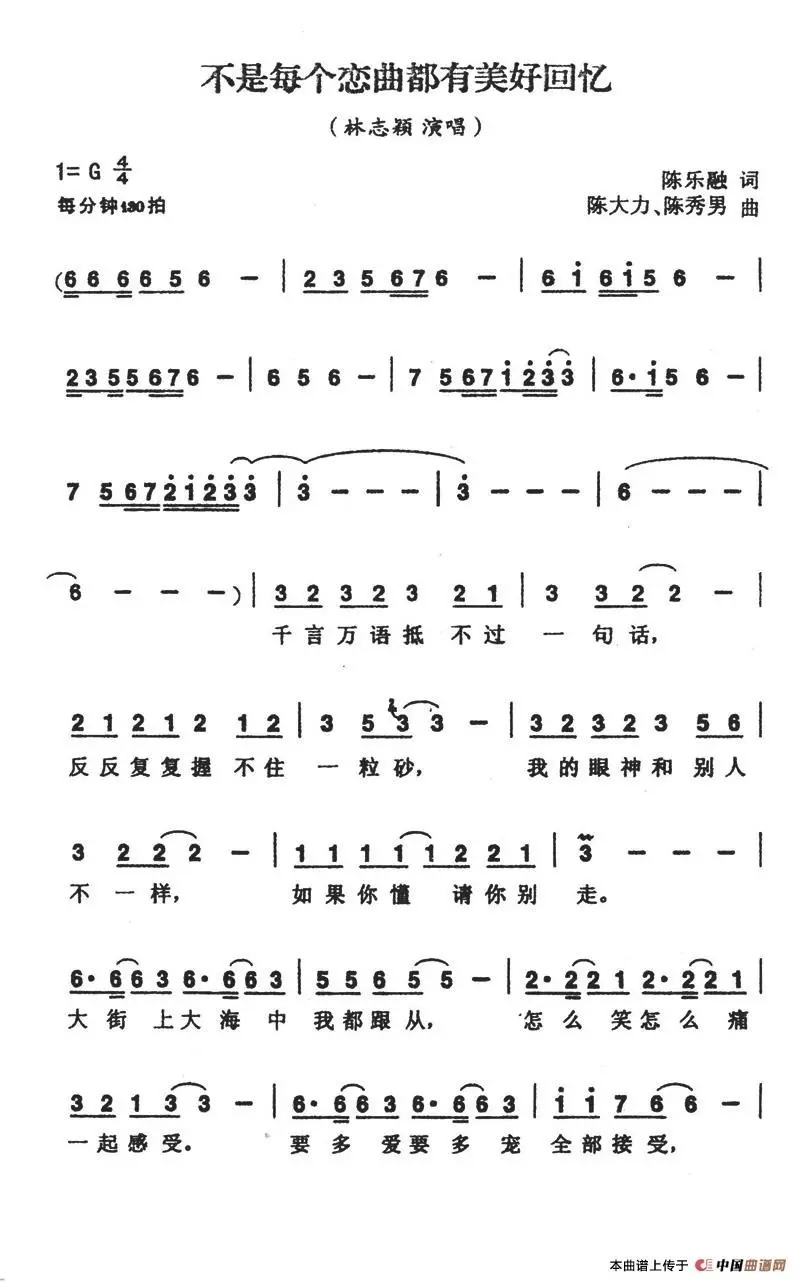 不是每个恋曲都有美好回忆
（林志颖 演唱）
1= G 4/4
每分钟130拍
陈乐融 词
陈大力、陈秀男 曲
(6 6 6 6 5 6 － | 2 3 5 6 7 6 － | 6 i 6 i 5 6 － |
2 3 5 5 6 7 6 － | 6 5 6 － | 7 5 6 7 i 2 3 3 | 6· i 5 6 － |
7 5 6 7 2 i 2 3 3 | 3 － － － | 3 － － － | 6 － － － |
6 － － － ) | 3 2 3 2 3 2 1 | 3 3 2 2 － |
千言万语抵 不过 一 句话，
2 1 2 1 2 1 2 | 3 5 3 3 － | 3 2 3 2 3 5 6 |
反反复复握 不住 一粒砂， 我的眼神和 别人
3 2 2 2 － | 1 1 1 1 1 2 2 1 | 3 － － － |
不 一样， 如果你懂 请你别 走。
6· 6 6 3 6· 6 6 3 | 5 5 6 5 5 － | 2· 2 2 1 2· 2 2 1 |
大街上大海中 我都跟从， 怎么笑怎么痛
3 2 1 3 3 － | 6· 6 6 3 6· 6 6 3 | i i 7 6 6 － |
一起感受。 要多爱要多宠 全部接受，
本曲谱上传于 中国曲谱网